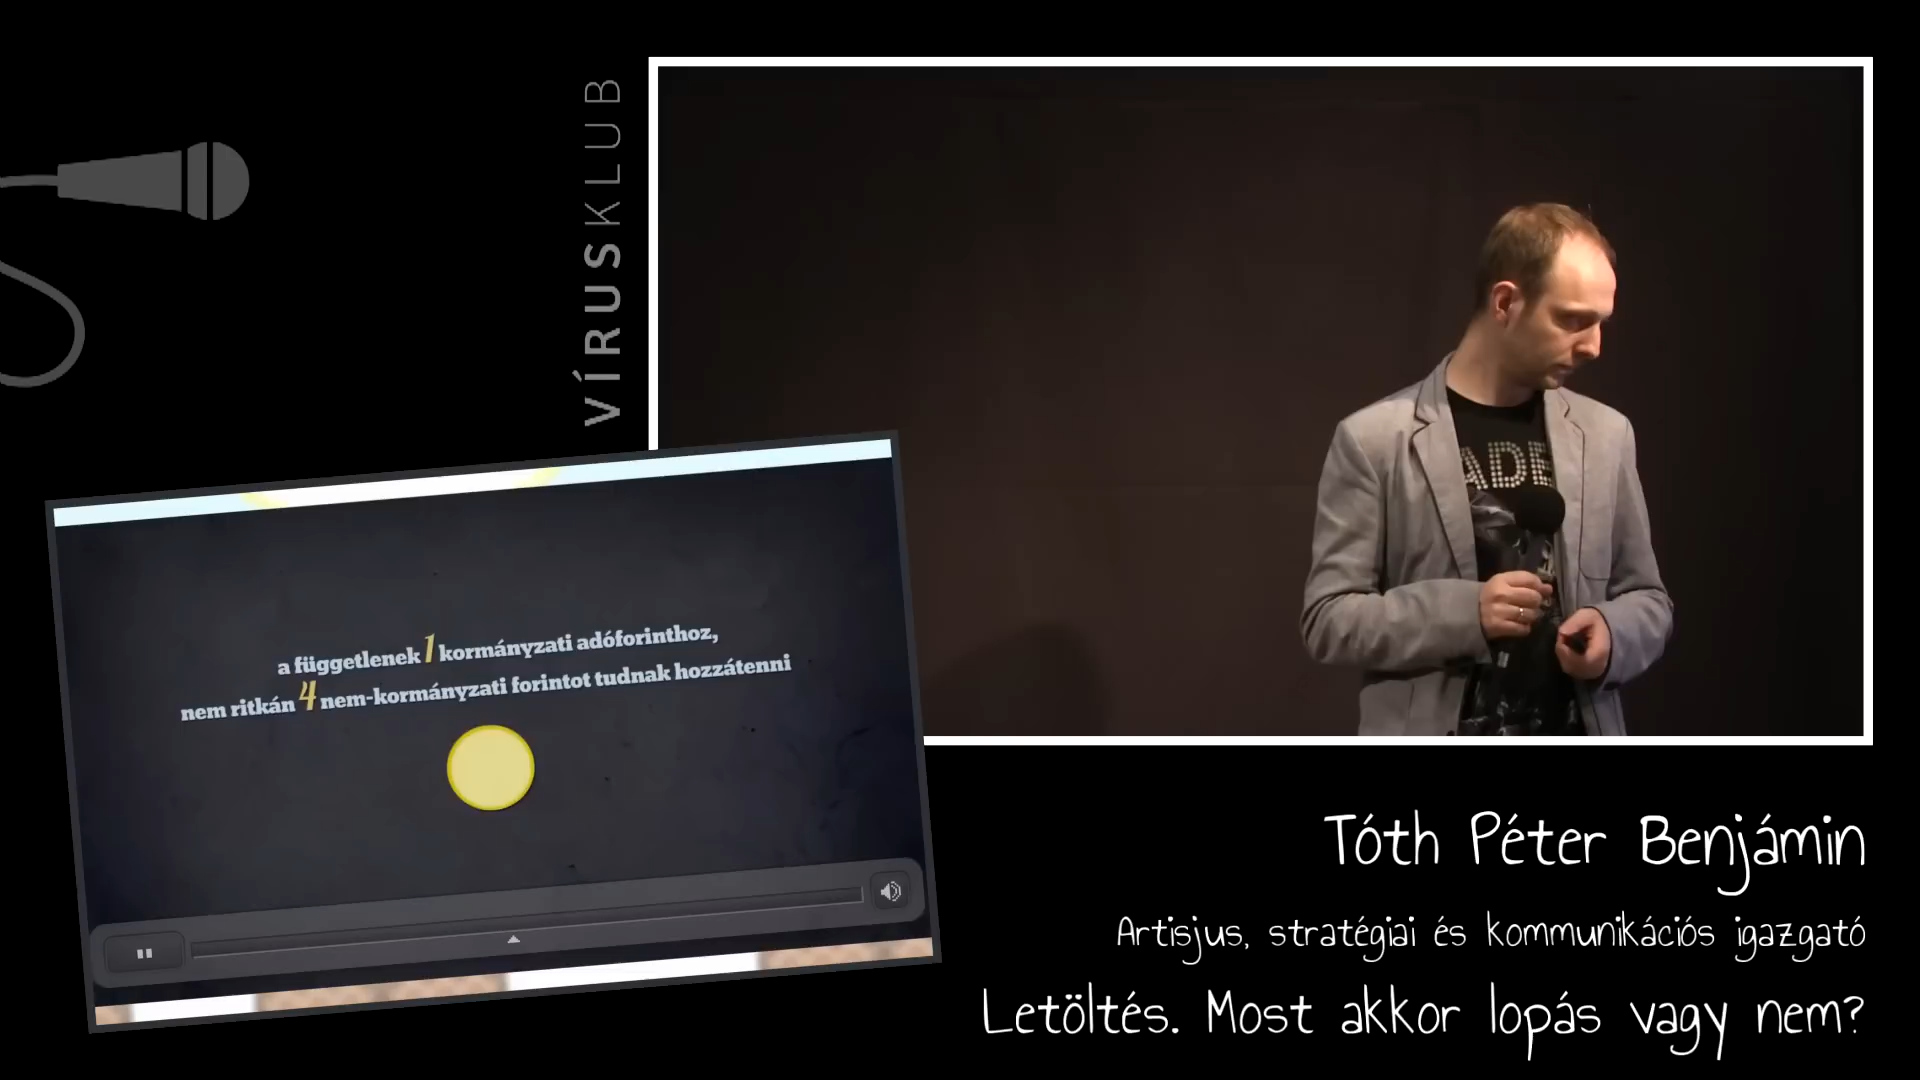 VÍRUSKLUB
ADE
a függetlenek 1 kormányzati adóforinthoz,
nem ritkán 4 nem-kormányzati forintot tudnak hozzátenni
Tóth Péter Benjámin
Artisjus, stratégiai és kommunikációs igazgató
Letöltés. Most akkor lopás vagy nem?